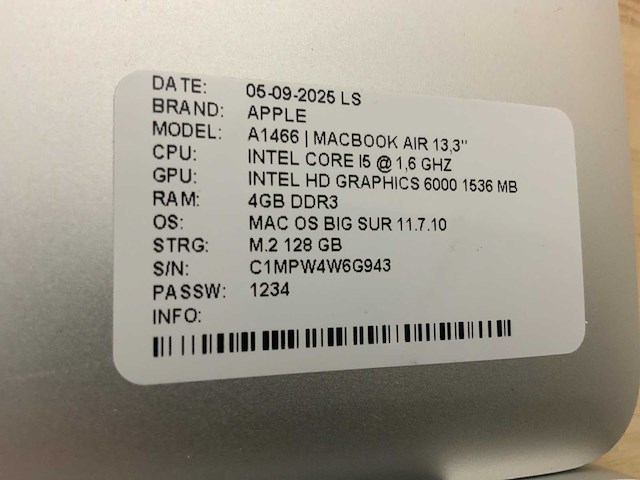 DATE: 05-09-2025 LS
BRAND: APPLE
MODEL: A1466 | MACBOOK AIR 13,3"
CPU: INTEL CORE I5 @ 1,6 GHZ
GPU: INTEL HD GRAPHICS 6000 1536 MB
RAM: 4GB DDR3
OS: MAC OS BIG SUR 11.7.10
STRG: M.2 128 GB
S/N: C1MPW4W6G943
PASSW: 1234
INFO: